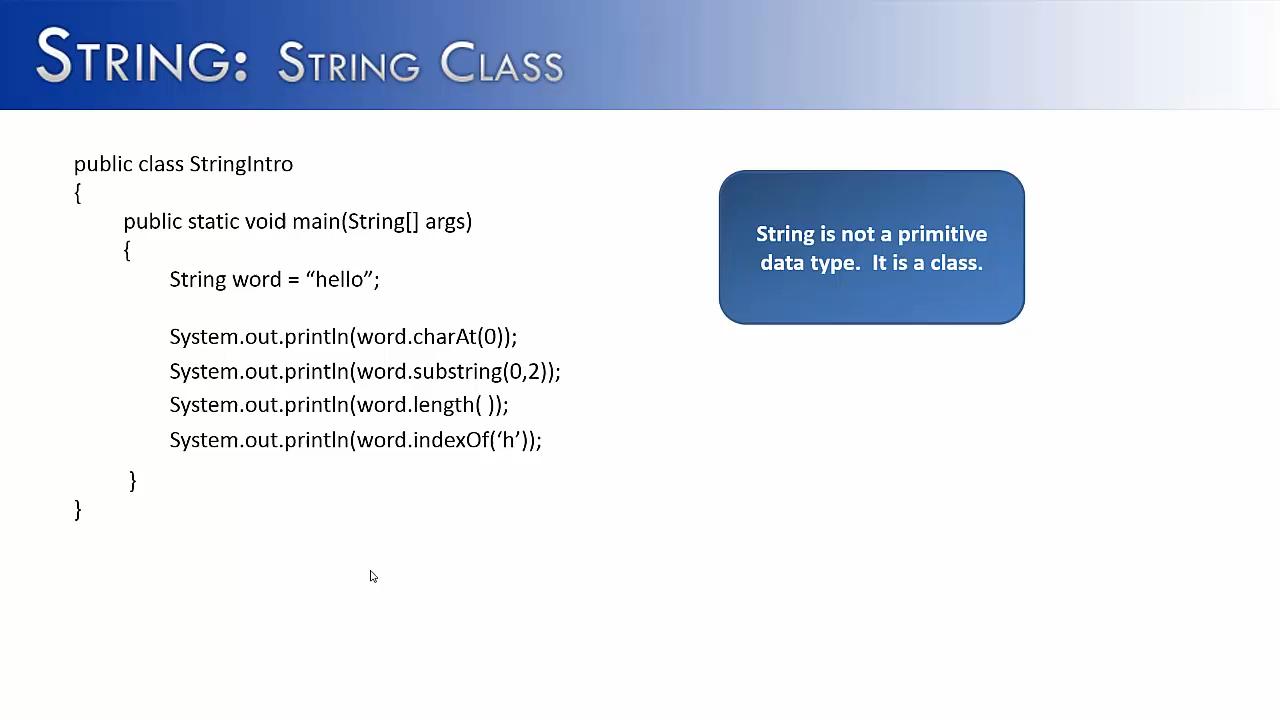 String: String Class
public class StringIntro
{
public static void main(String[] args)
{
String word = “hello”;
System.out.println(word.charAt(0));
System.out.println(word.substring(0,2));
System.out.println(word.length( ));
System.out.println(word.indexOf(‘h’));
}
}
String is not a primitive
data type.  It is a class.